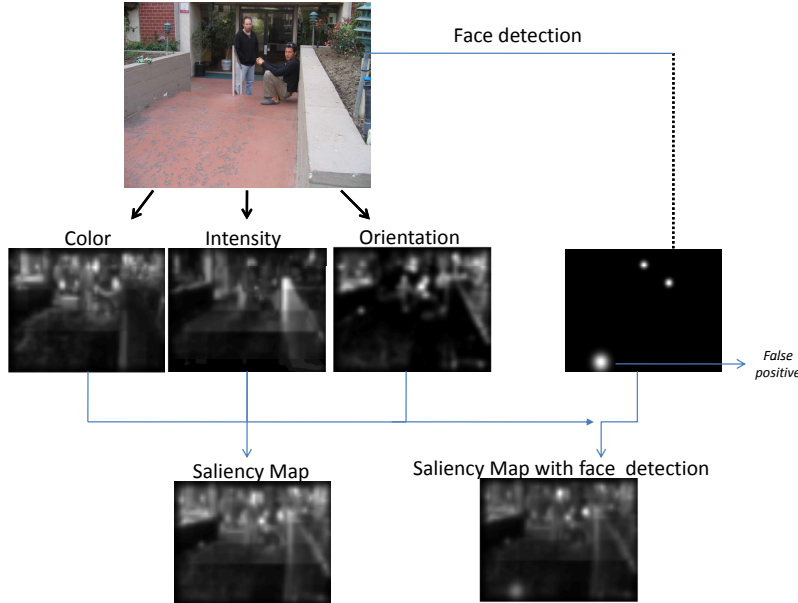 Face detection
Color
Intensity
Orientation
False
positive
Saliency Map
Saliency Map with face detection